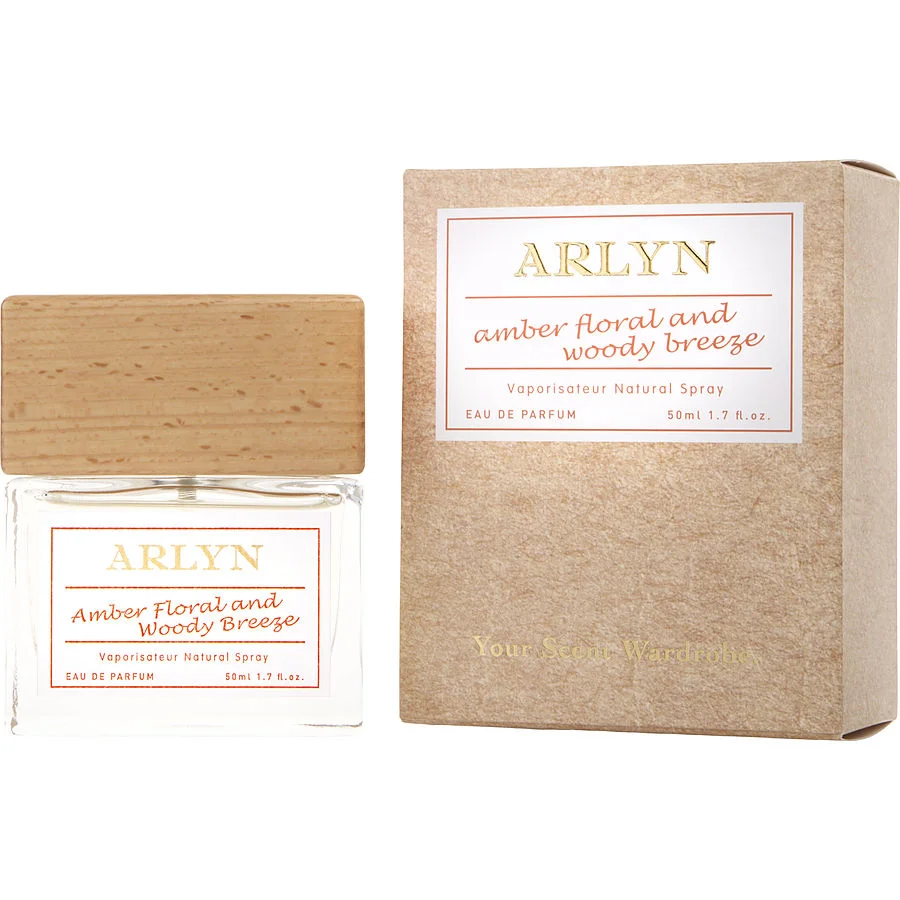 ARLYN
Amber Floral and
Woody Breeze
Vaporisateur Natural Spray
EAU DE PARFUM 50ml 1.7 fl.oz.
ARLYN
amber floral and
woody breeze
Vaporisateur Natural Spray
EAU DE PARFUM 50ml 1.7 fl.oz.
Your Scent Wardrobe